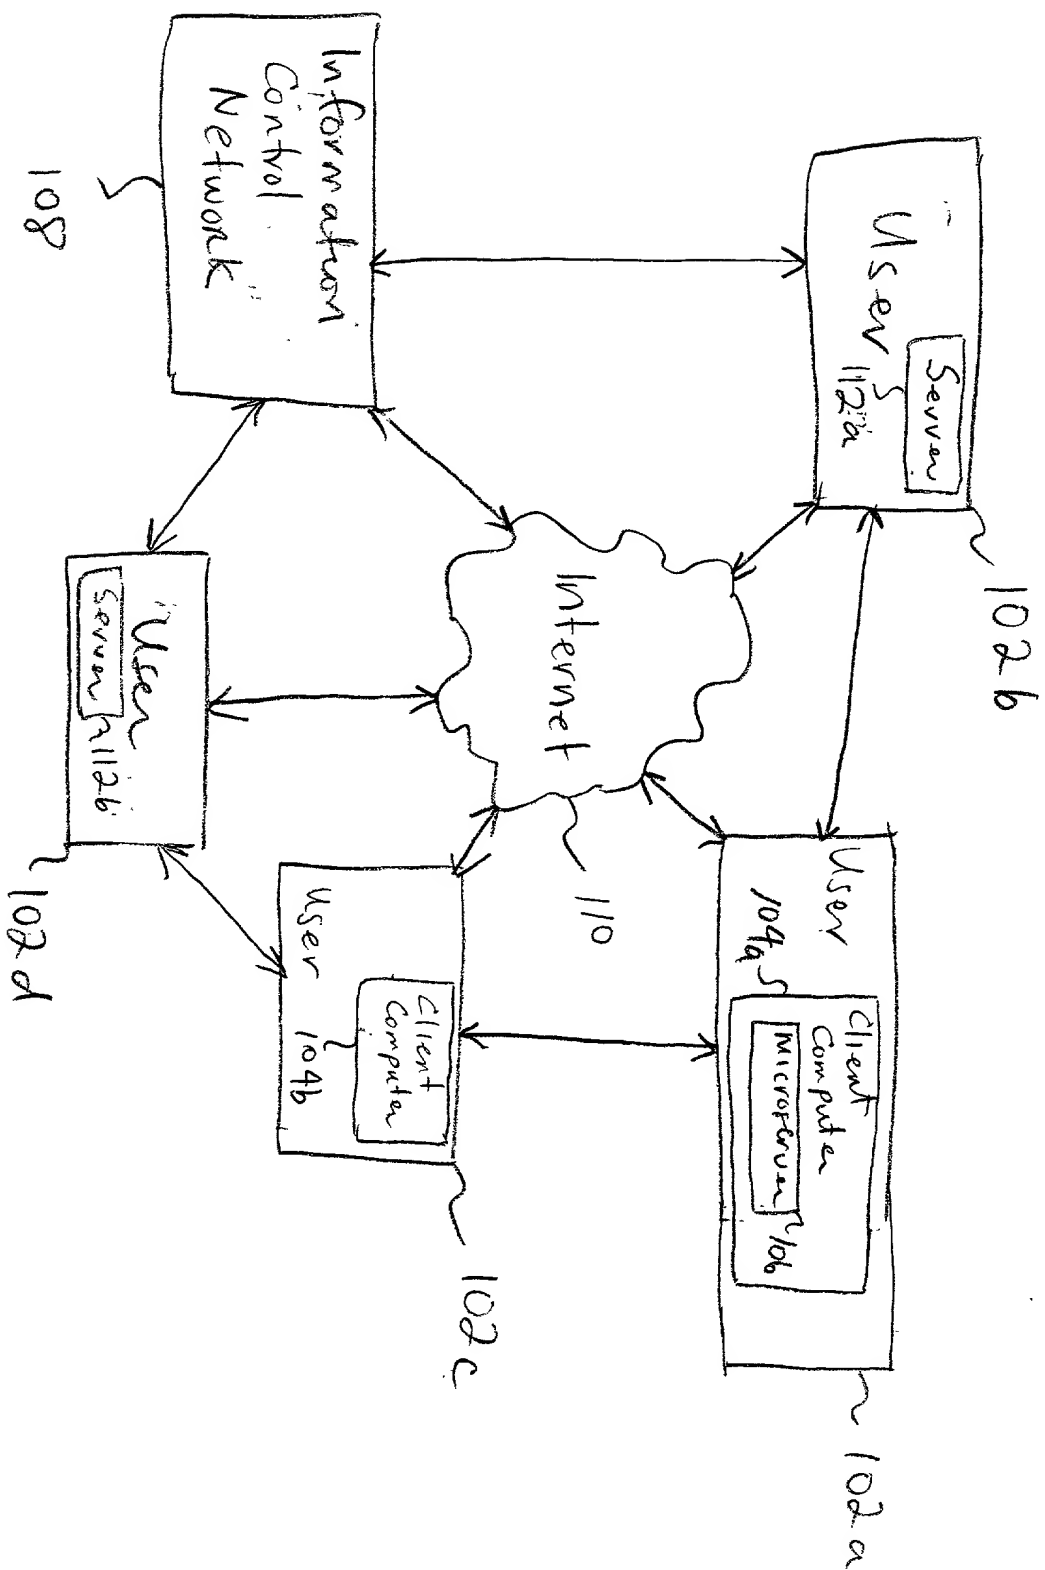 102b
"User"
Server
112a
102a
User
104a
Client
Computer
Microserver
106
Internet
110
Information
Control
Network"
108
102c
User
104b
Client
Computer
"User
Server
112b
102d